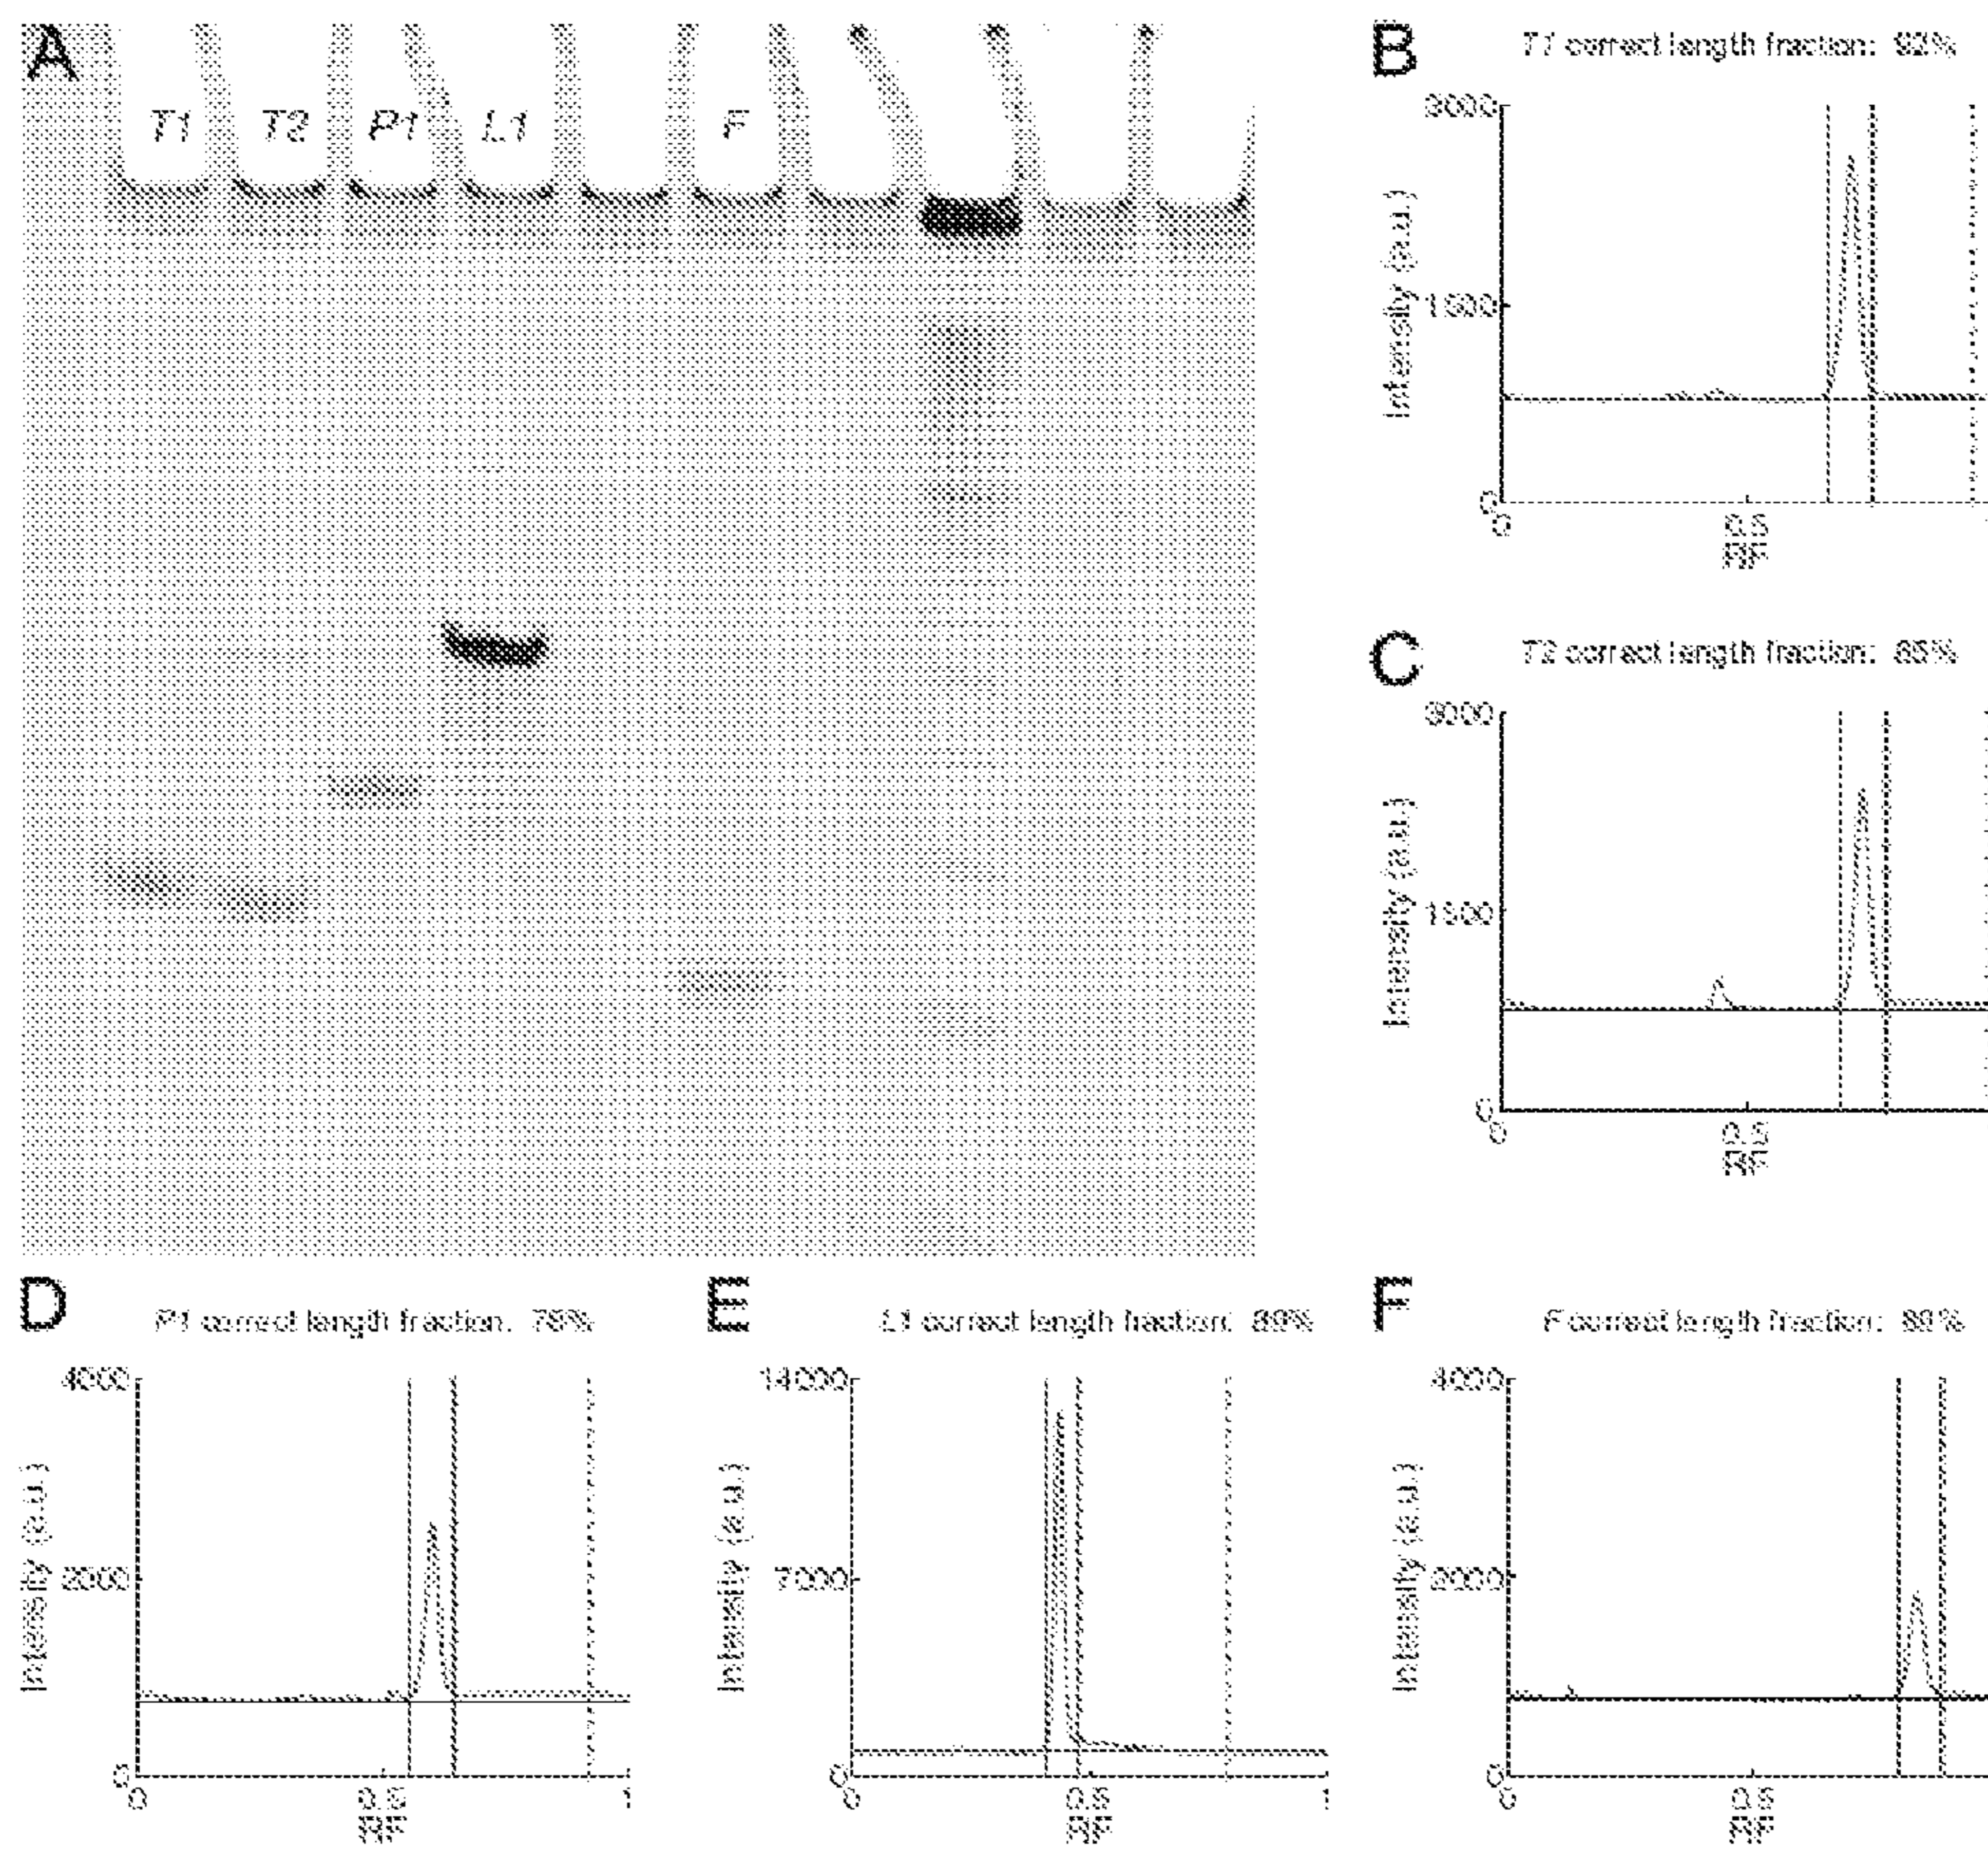 A
T1 T2 P1 L1 F
B
T1 correct length fraction: 92%
3000
1500
0
Intensity (a.u.)
0 0.5
RF
C
T2 correct length fraction: 85%
3000
1500
0
Intensity (a.u.)
0 0.5
RF
D
P1 correct length fraction: 78%
4000
2000
0
Intensity (a.u.)
0 0.5 1
RF
E
L1 correct length fraction: 89%
14000
7000
0
Intensity (a.u.)
0 0.5 1
RF
F
F correct length fraction:
4000
2000
0
Intensity (a.u.)
0 0.5
RF